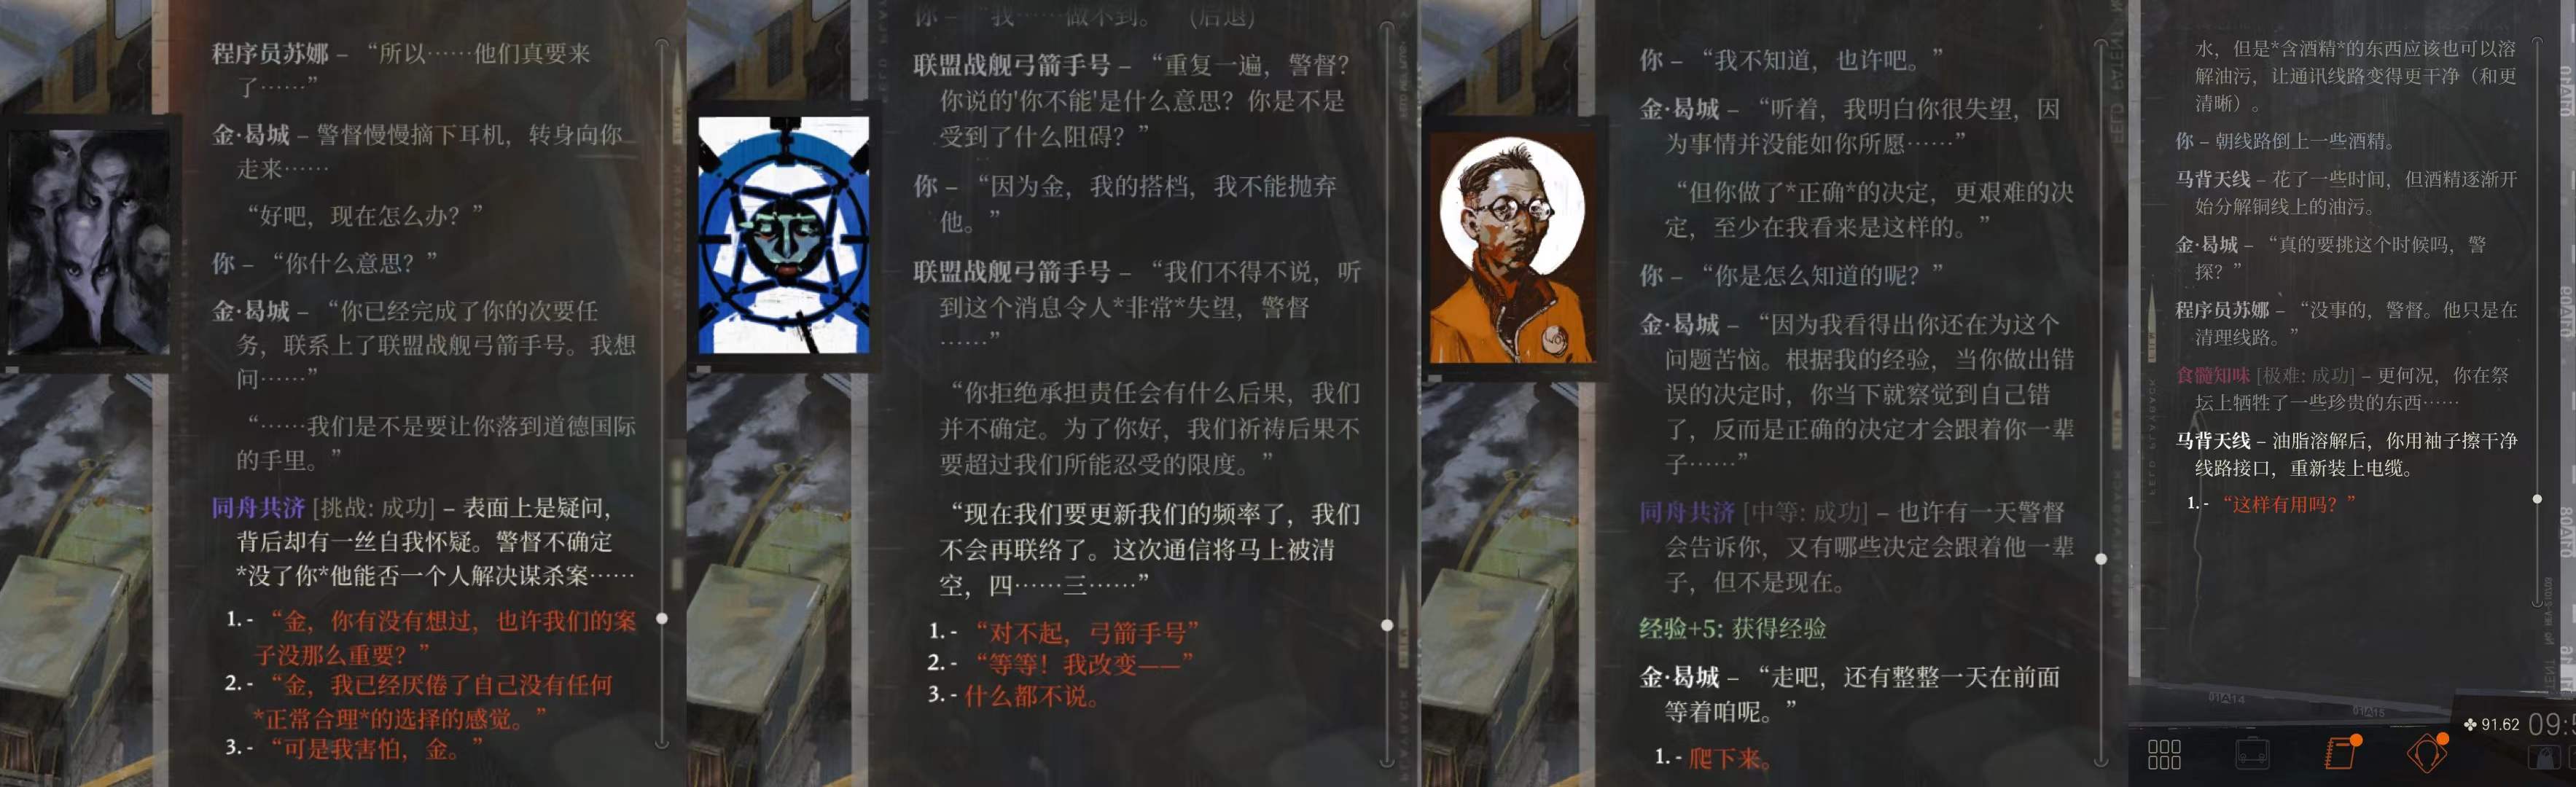 程序员苏娜 – “所以……他们真要来
了……”
金·曷城 – 警督慢慢摘下耳机，转身向你
走来……
“好吧，现在怎么办？”
你 – “你什么意思？”
金·曷城 – “你已经完成了你的次要任
务，联系上了联盟战舰弓箭手号。我想
问……”
“……我们是不是要让你落到道德国际
的手里。”
同舟共济 [挑战: 成功] – 表面上是疑问，
背后却有一丝自我怀疑。警督不确定
*没了你*他能否一个人解决谋杀案……
1. - “金，你有没有想过，也许我们的案
子没那么重要？”
2. - “金，我已经厌倦了自己没有任何
*正常合理*的选择的感觉。”
3. - “可是我害怕，金。”
你 – “我……做不到。”（后退）
联盟战舰弓箭手号 – “重复一遍，警督？
你说的'你不能'是什么意思？你是不是
受到了什么阻碍？”
你 – “因为金，我的搭档，我不能抛弃
他。”
联盟战舰弓箭手号 – “我们不得不说，听
到这个消息令人*非常*失望，警督
……”
“你拒绝承担责任会有什么后果，我们
并不确定。为了你好，我们祈祷后果不
要超过我们所能忍受的限度。”
“现在我们要更新我们的频率了，我们
不会再联络了。这次通信将马上被清
空，四……三……”
1. - “对不起，弓箭手号”
2. - “等等！我改变——”
3. - 什么都不说。
你 – “我不知道，也许吧。”
金·曷城 – “听着，我明白你很失望，因
为事情并没能如你所愿……”
“但你做了*正确*的决定，更艰难的决
定，至少在我看来是这样的。”
你 – “你是怎么知道的呢？”
金·曷城 – “因为我看得出你还在为这个
问题苦恼。根据我的经验，当你做出错
误的决定时，你当下就察觉到自己错
了，反而是正确的决定才会跟着你一辈
子……”
同舟共济 [中等: 成功] – 也许有一天警督
会告诉你，又有哪些决定会跟着他一辈
子，但不是现在。
经验+5: 获得经验
金·曷城 – “走吧，还有整整一天在前面
等着咱呢。”
1. - 爬下来。
水，但是*含酒精*的东西应该也可以溶
解油污，让通讯线路变得更干净（和更
清晰）。
你 – 朝线路倒上一些酒精。
马背天线 – 花了一些时间，但酒精逐渐开
始分解铜线上的油污。
金·曷城 – “真的要挑这个时候吗，警
探？”
程序员苏娜 – “没事的，警督。他只是在
清理线路。”
食髓知味 [极难: 成功] – 更何况，你在祭
坛上牺牲了一些珍贵的东西……
马背天线 – 油脂溶解后，你用袖子擦干净
线路接口，重新装上电缆。
1. - “这样有用吗？”
91.62